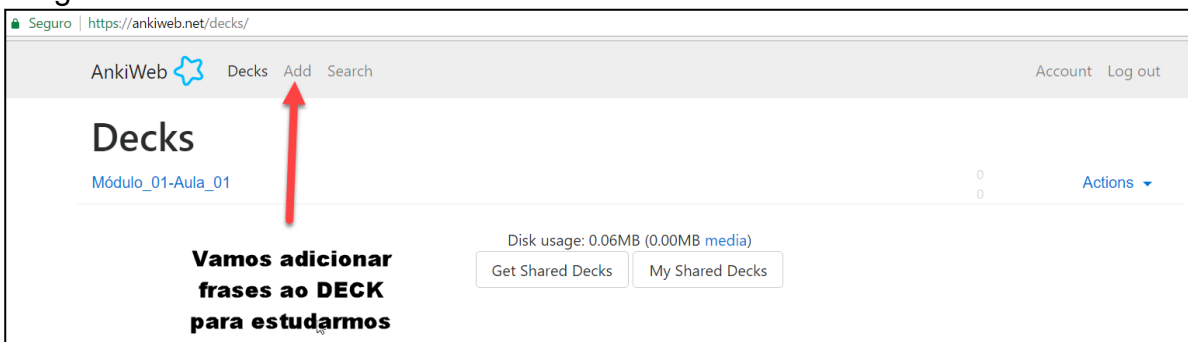 Seguro | https://ankiweb.net/decks/
AnkiWeb Decks Add Search Account Log out
Decks
Módulo_01-Aula_01 0 0 Actions
Disk usage: 0.06MB (0.00MB media)
Get Shared Decks My Shared Decks
Vamos adicionar
frases ao DECK
para estudarmos